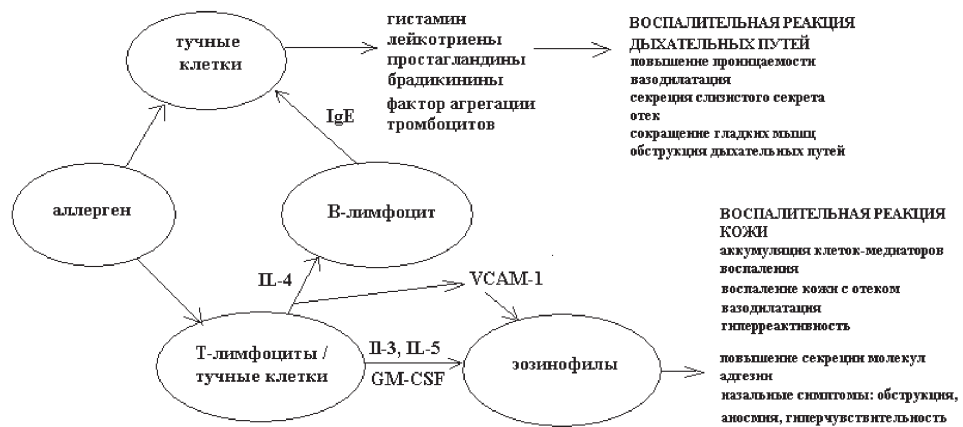 тучные
клетки
гистамин
лейкотриены
простагландины
брадикинины
фактор агрегации
тромбоцитов
ВОСПАЛИТЕЛЬНАЯ РЕАКЦИЯ
ДЫХАТЕЛЬНЫХ ПУТЕЙ
повышение проницаемости
вазодилатация
секреция слизистого секрета
отек
сокращение гладких мышц
обструкция дыхательных путей
IgE
аллерген
В-лимфоцит
ВОСПАЛИТЕЛЬНАЯ РЕАКЦИЯ
КОЖИ
аккумуляция клеток-медиаторов
воспаления
воспаление кожи с отеком
вазодилатация
гиперреактивность
IL-4
VCAM-1
Т-лимфоциты /
тучные клетки
Il-3, IL-5
GM-CSF
эозинофилы
повышение секреции молекул
адгезии
назальные симптомы: обструкция,
аносмия, гиперчувствительность